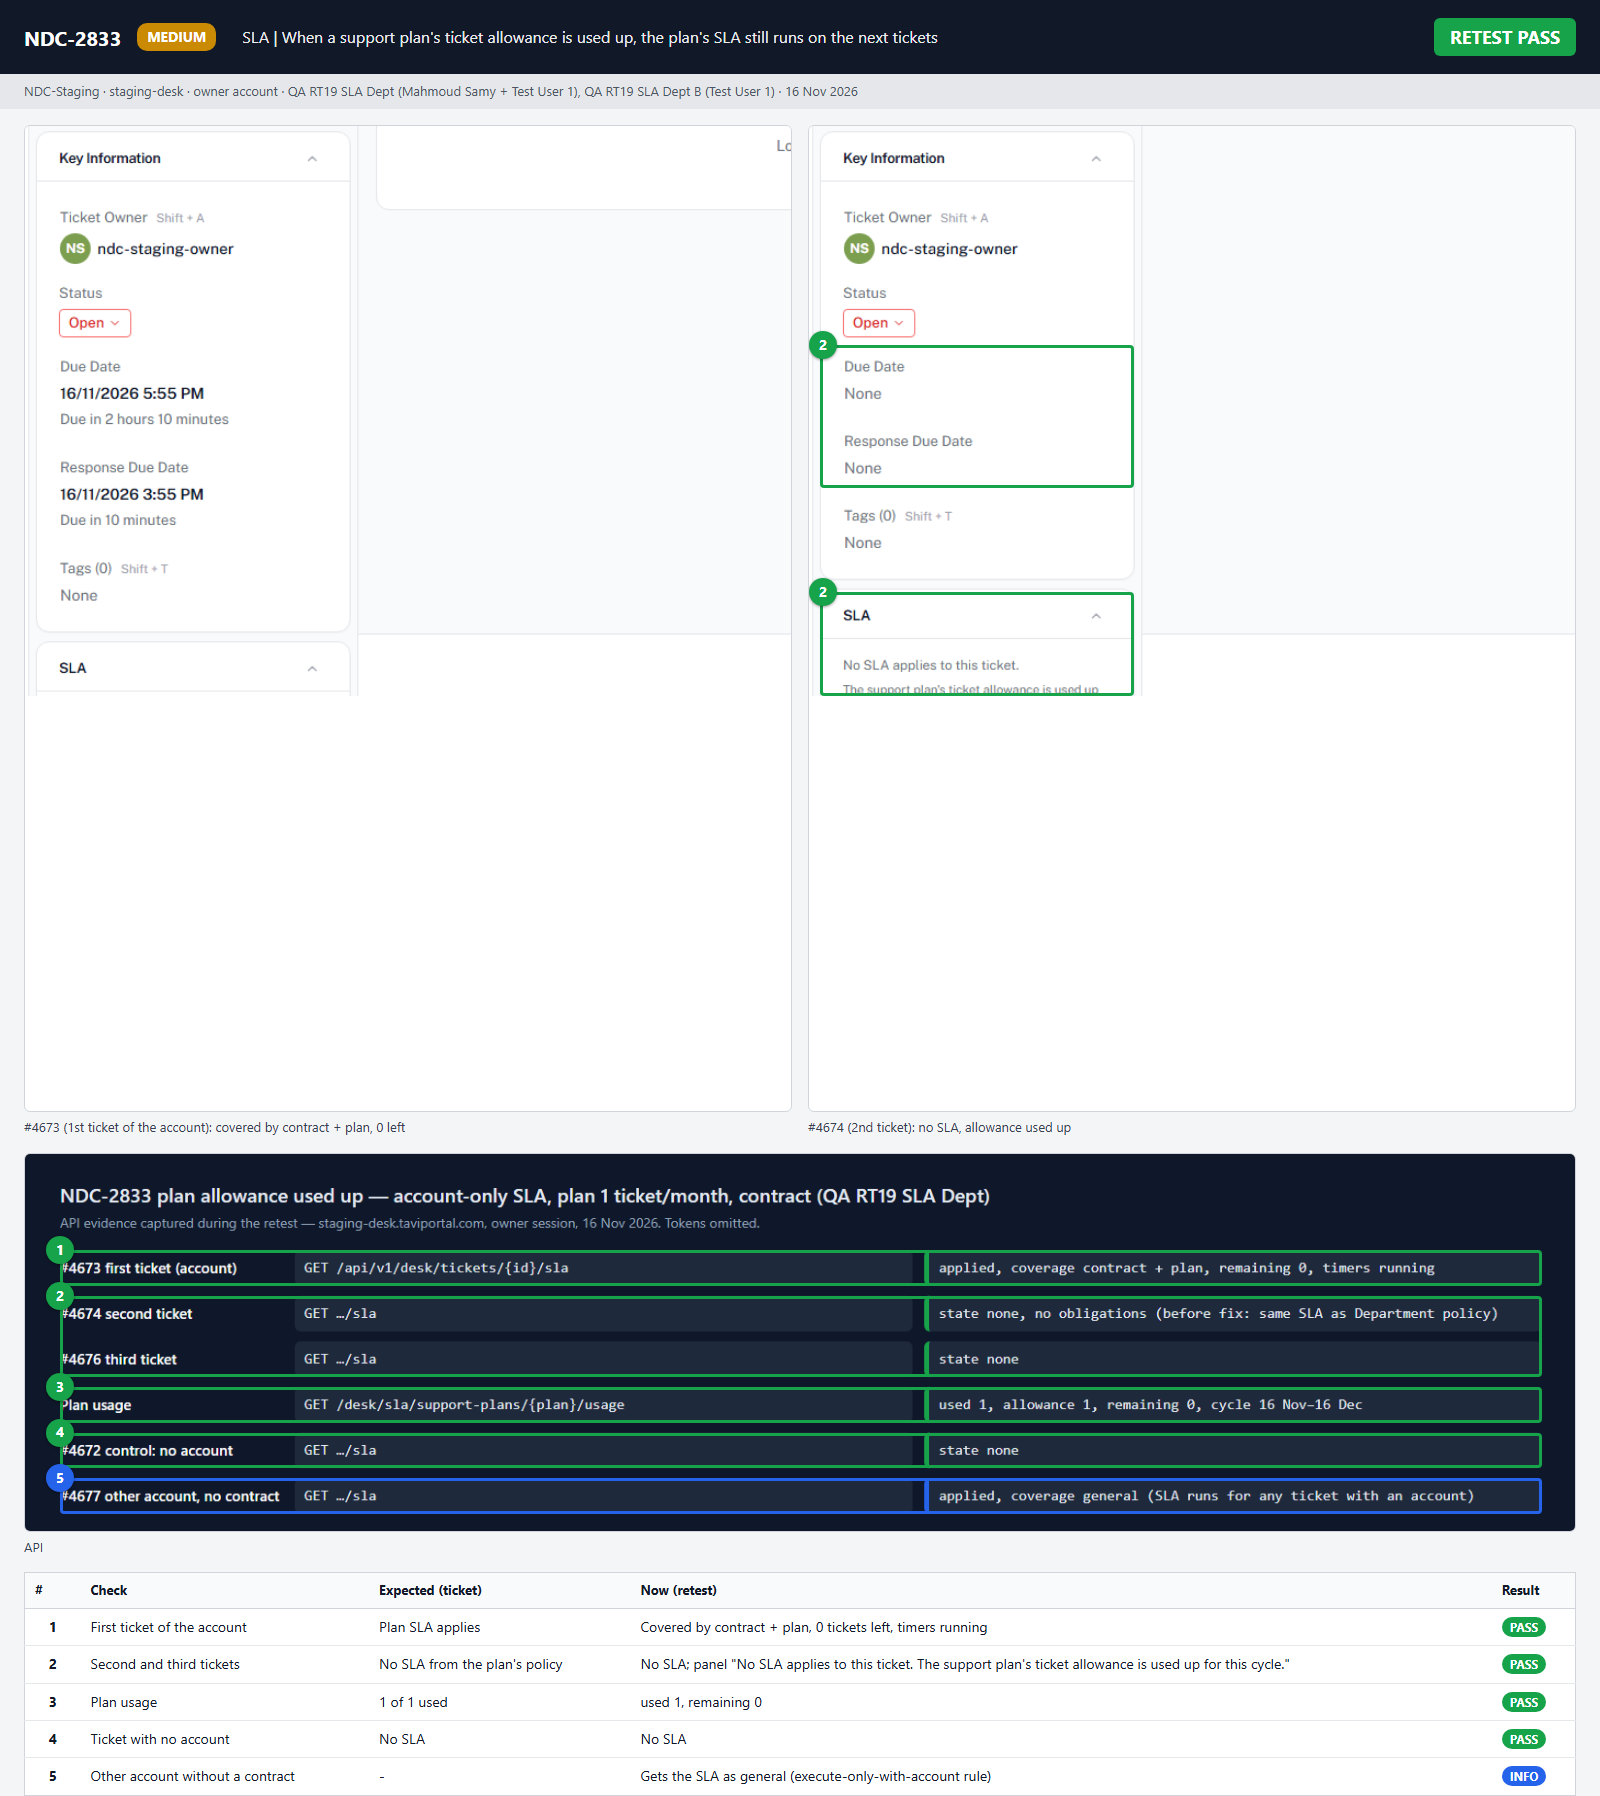 NDC-2833 MEDIUM SLA | When a support plan's ticket allowance is used up, the plan's SLA still runs on the next tickets RETEST PASS
NDC-Staging · staging-desk · owner account · QA RT19 SLA Dept (Mahmoud Samy + Test User 1), QA RT19 SLA Dept B (Test User 1) · 16 Nov 2026
Key Information
Ticket Owner Shift + A
NS ndc-staging-owner
Status
Open
Due Date
16/11/2026 5:55 PM
Due in 2 hours 10 minutes
Response Due Date
16/11/2026 3:55 PM
Due in 10 minutes
Tags (0) Shift + T
None
SLA
Lo
#4673 (1st ticket of the account): covered by contract + plan, 0 left
Key Information
Ticket Owner Shift + A
NS ndc-staging-owner
Status
Open
2
Due Date
None
Response Due Date
None
Tags (0) Shift + T
None
2
SLA
No SLA applies to this ticket.
The support plan's ticket allowance is used up
#4674 (2nd ticket): no SLA, allowance used up
NDC-2833 plan allowance used up — account-only SLA, plan 1 ticket/month, contract (QA RT19 SLA Dept)
API evidence captured during the retest — staging-desk.taviportal.com, owner session, 16 Nov 2026. Tokens omitted.
1
#4673 first ticket (account) GET /api/v1/desk/tickets/{id}/sla applied, coverage contract + plan, remaining 0, timers running
2
#4674 second ticket GET …/sla state none, no obligations (before fix: same SLA as Department policy)
#4676 third ticket GET …/sla state none
3
Plan usage GET /desk/sla/support-plans/{plan}/usage used 1, allowance 1, remaining 0, cycle 16 Nov–16 Dec
4
#4672 control: no account GET …/sla state none
5
#4677 other account, no contract GET …/sla applied, coverage general (SLA runs for any ticket with an account)
API
# Check Expected (ticket) Now (retest) Result
1 First ticket of the account Plan SLA applies Covered by contract + plan, 0 tickets left, timers running PASS
2 Second and third tickets No SLA from the plan's policy No SLA; panel "No SLA applies to this ticket. The support plan's ticket allowance is used up for this cycle." PASS
3 Plan usage 1 of 1 used used 1, remaining 0 PASS
4 Ticket with no account No SLA No SLA PASS
5 Other account without a contract - Gets the SLA as general (execute-only-with-account rule) INFO